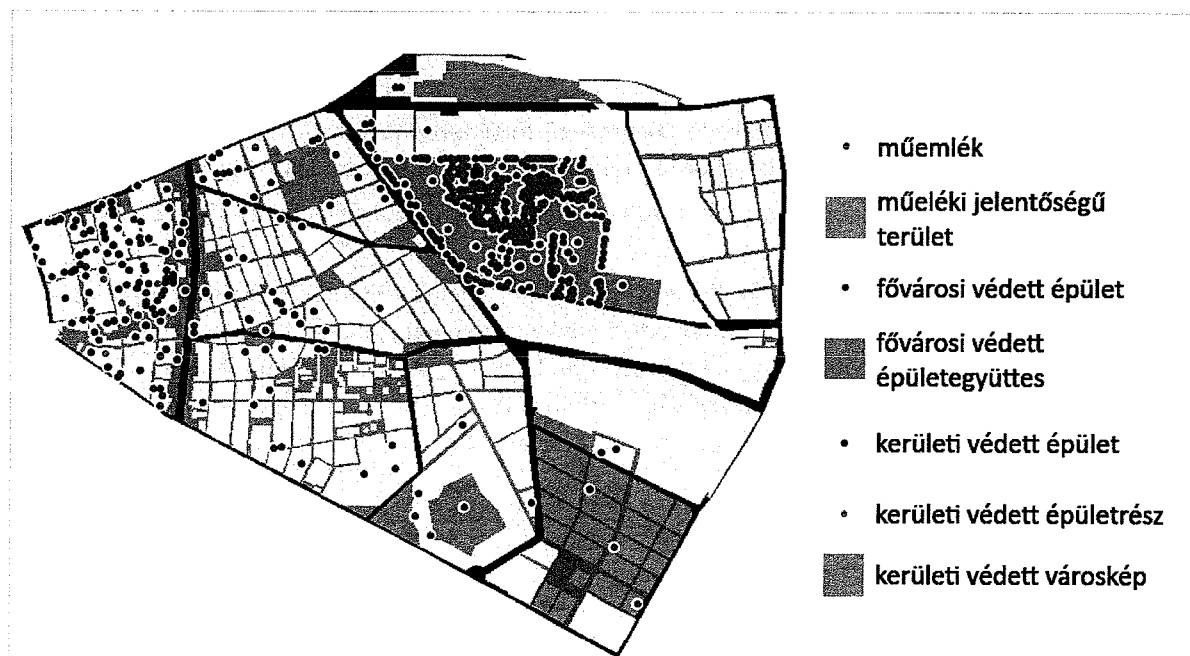 műemlék
műeléki jelentőségű
terület
fővárosi védett épület
fővárosi védett
épületegyüttes
kerületi védett épület
kerületi védett épületrész
kerületi védett városkép